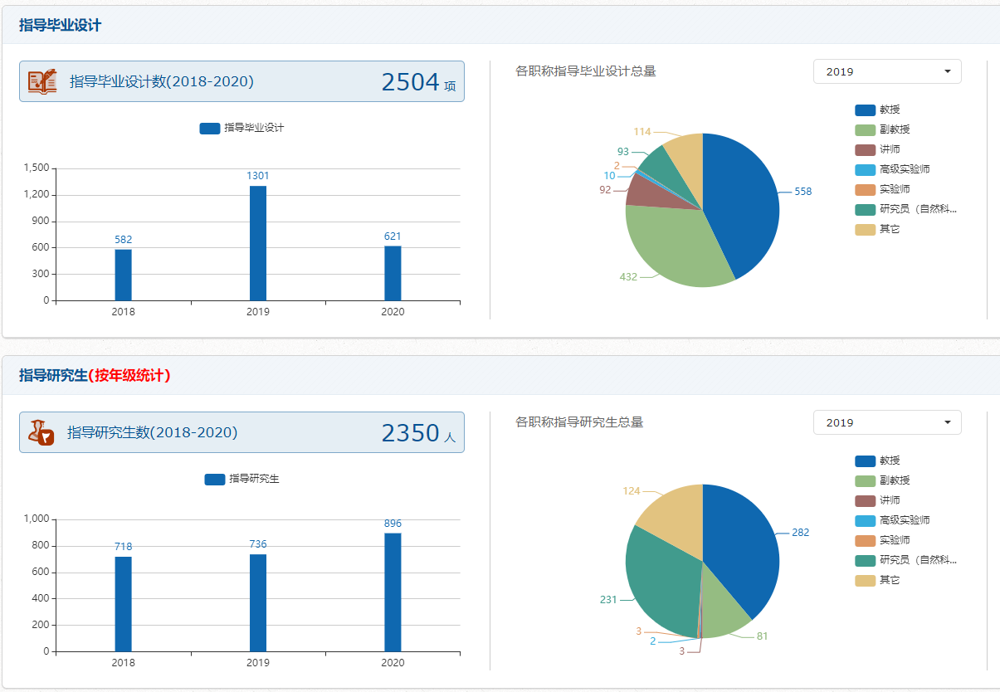 指导毕业设计
指导毕业设计数(2018-2020)
2504 项
指导毕业设计
1,500
1,200
900
600
300
0
582
1301
621
2018
2019
2020
各职称指导毕业设计总量
2019
114
93
2
10
92
432
558
教授
副教授
讲师
高级实验师
实验师
研究员（自然科...
其它
指导研究生(按年级统计)
指导研究生数(2018-2020)
2350 人
指导研究生
1,000
800
600
400
200
0
718
736
896
2018
2019
2020
各职称指导研究生总量
2019
124
282
231
3
2
3
81
教授
副教授
讲师
高级实验师
实验师
研究员（自然科...
其它